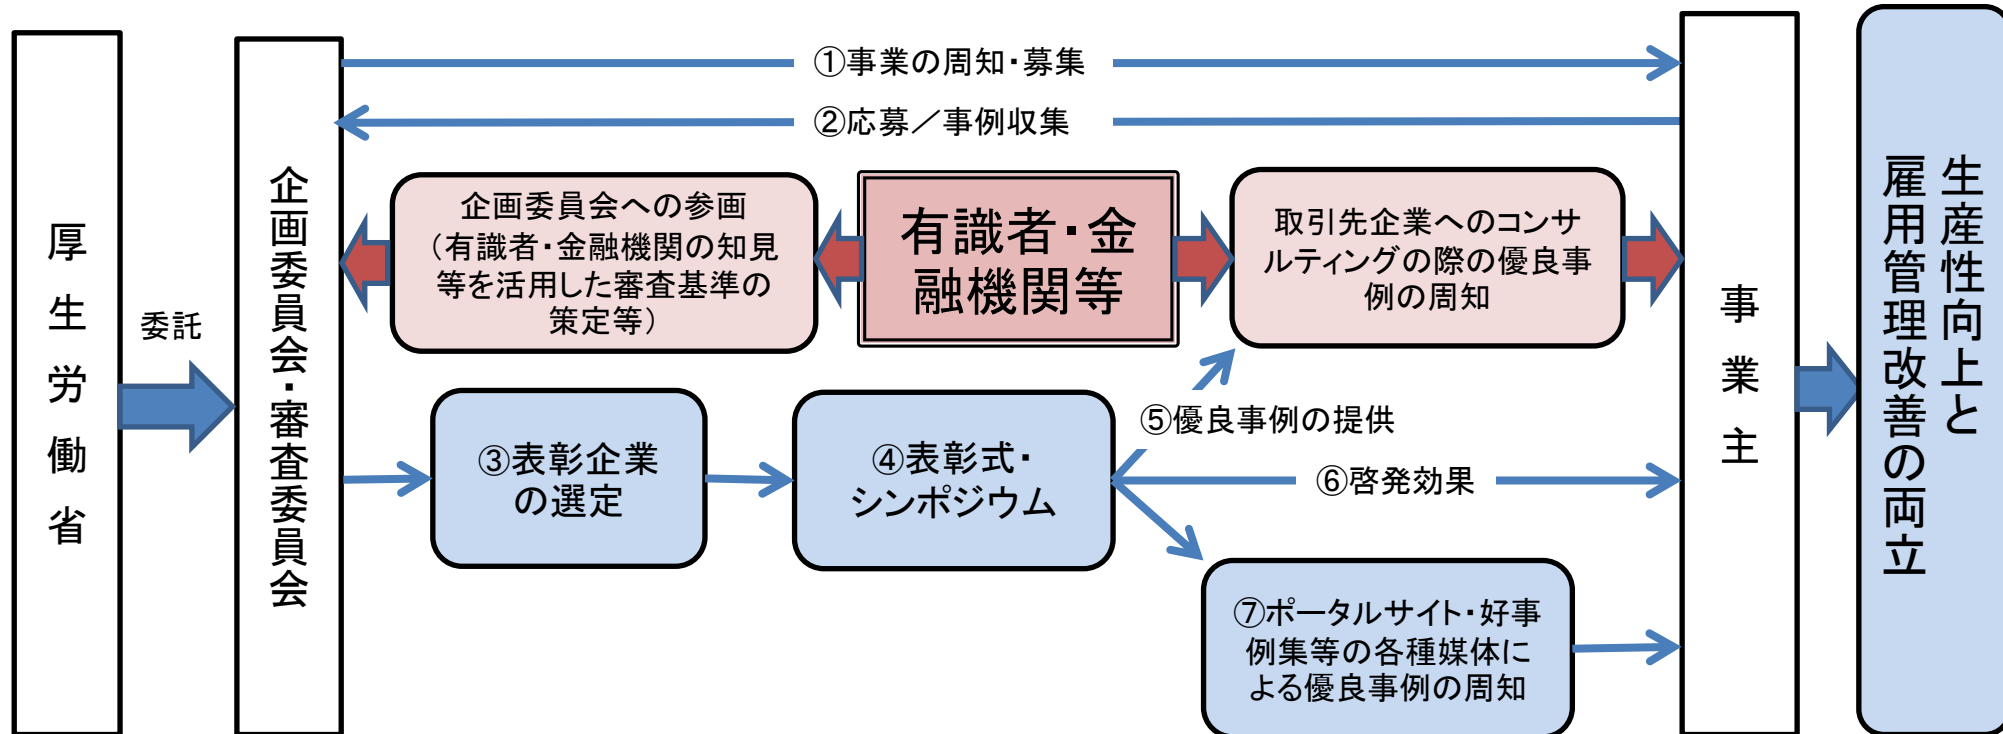 厚生労働省
委託
企画委員会・審査委員会
①事業の周知・募集
②応募／事例収集
企画委員会への参画
（有識者・金融機関の知見
等を活用した審査基準の
策定等）
有識者・金
融機関等
取引先企業へのコンサ
ルティングの際の優良事
例の周知
③表彰企業
の選定
④表彰式・
シンポジウム
⑤優良事例の提供
⑥啓発効果
⑦ポータルサイト・好事
例集等の各種媒体に
よる優良事例の周知
事業主
生産性向上と
雇用管理改善の両立